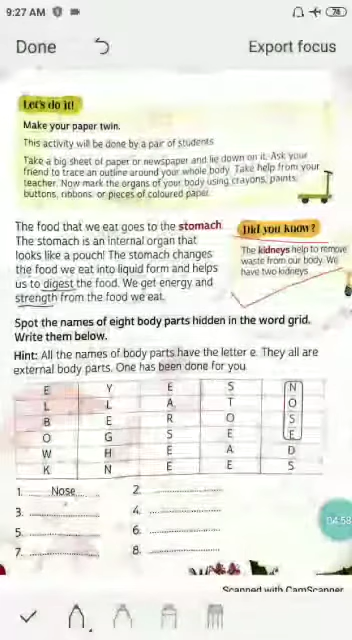 9:27 AM
78
Done
Export focus
Let's do it!
Make your paper twin.
This activity will be done by a pair of students
Take a big sheet of paper or newspaper and lie down on it. Ask your
friend to trace an outline around your whole body. Take help from your
teacher. Now mark the organs of your body using crayons, paints,
buttons, ribbons, or pieces of coloured paper.
The food that we eat goes to the stomach
The stomach is an internal organ that
looks like a pouch! The stomach changes
the food we eat into liquid form and helps
us to digest the food. We get energy and
strength from the food we eat.
Did you know?
The kidneys help to remove
waste from our body. We
have two kidneys
Spot the names of eight body parts hidden in the word grid.
Write them below.
Hint: All the names of body parts have the letter e. They all are
external body parts. One has been done for you
E Y E S N
L L A T O
B E R O S
O G S E E
W H E A D
K N E E S
1. Nose 2.
3. 4.
5. 6.
7. 8.
04:58
Scanned with CamScanner